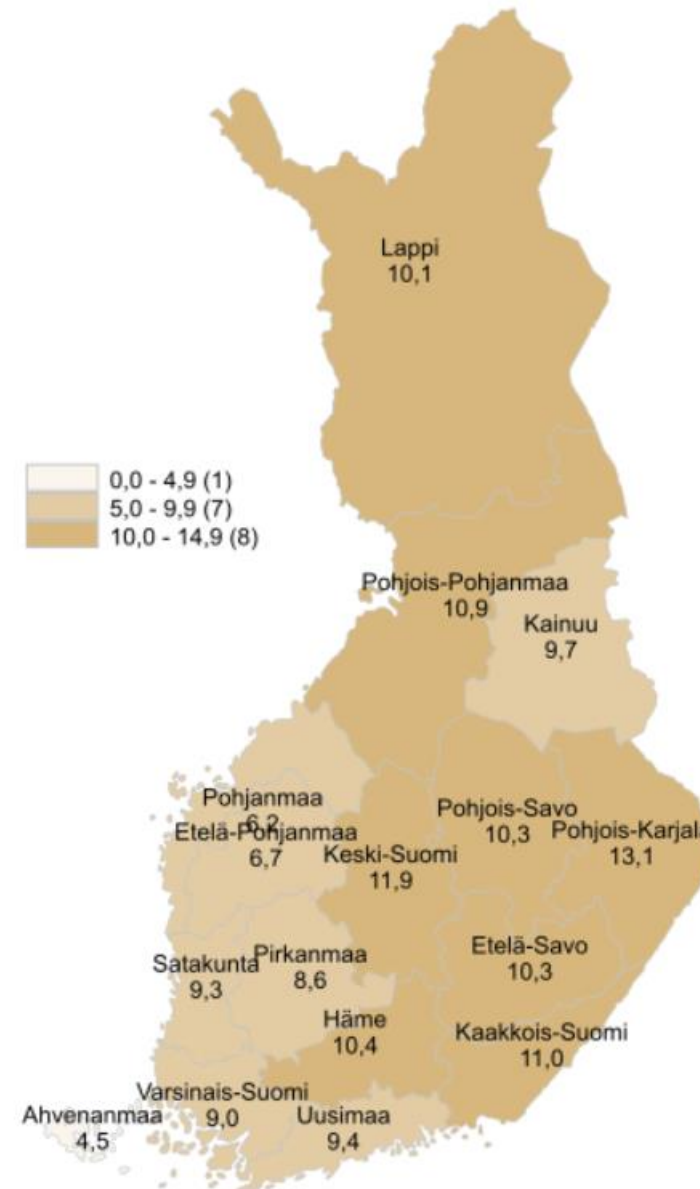 Lappi
10,1
0,0 - 4,9 (1)
5,0 - 9,9 (7)
10,0 - 14,9 (8)
Pohjois-Pohjanmaa
10,9
Kainuu
9,7
Pohjanmaa
6,2
Etelä-Pohjanmaa
6,7
Keski-Suomi
11,9
Pohjois-Savo
10,3
Pohjois-Karjal
13,1
Satakunta
9,3
Pirkanmaa
8,6
Etelä-Savo
10,3
Häme
10,4
Kaakkois-Suomi
11,0
Varsinais-Suomi
9,0
Ahvenanmaa
4,5
Uusimaa
9,4